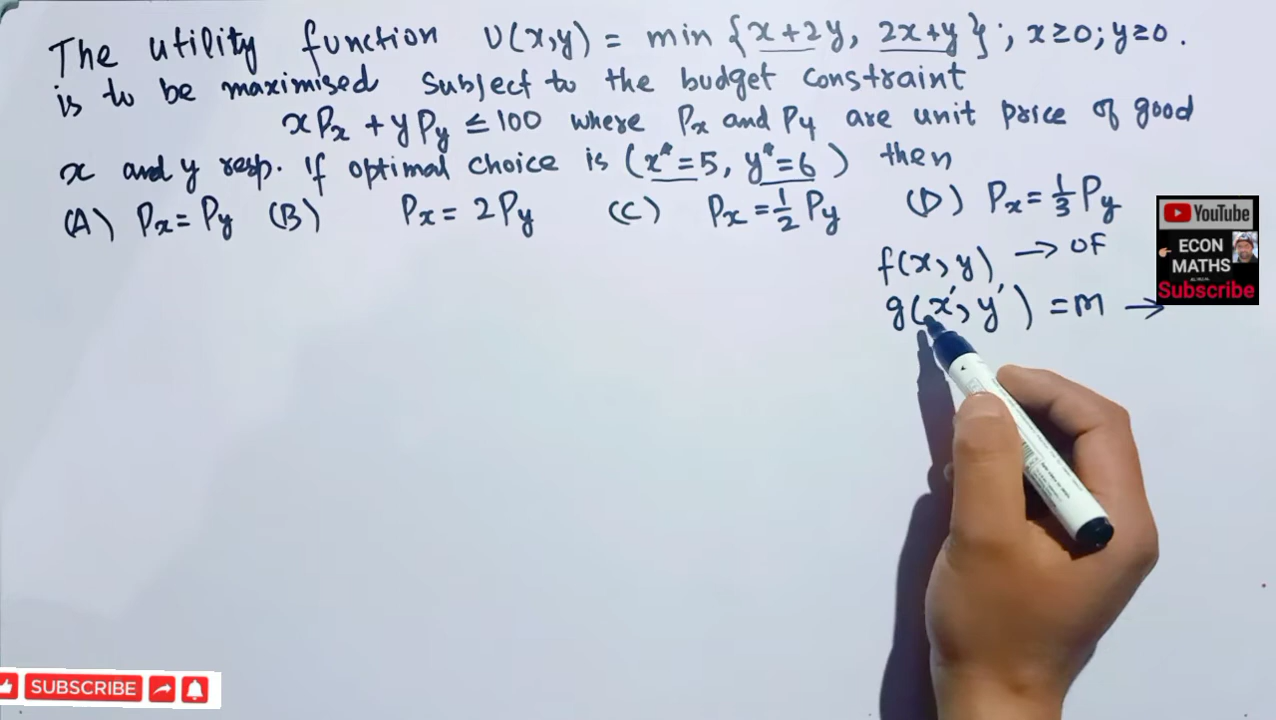 The utility function U(x,y) = min {x+2y, 2x+y} ; x≥0; y≥0.
is to be maximised subject to the budget constraint
xPx + yPy ≤ 100 where Px and Py are unit price of good
x and y resp. If optimal choice is (x*=5, y*=6) then
(A) Px = Py (B) Px = 2Py (C) Px = 1/2 Py (D) Px = 1/3 Py
f(x,y) → OF
g(x',y') = M →
YouTube
ECON
MATHS
Subscribe
SUBSCRIBE